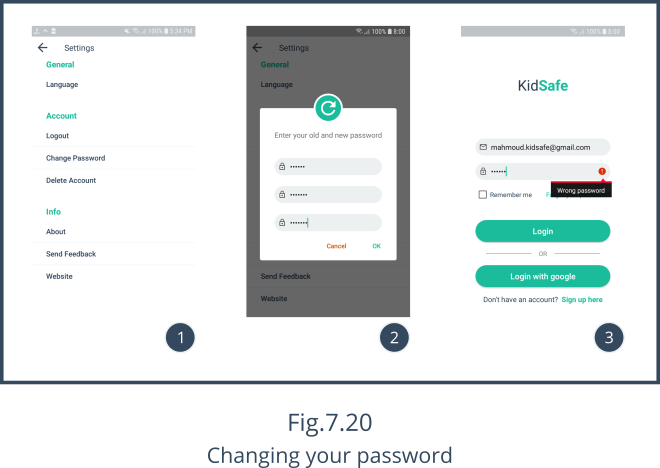 100% 5:34 PM
Settings
General
Language
Account
Logout
Change Password
Delete Account
Info
About
Send Feedback
Website
1
100% 8:00
Settings
General
Language
Enter your old and new password
••••••
•••••••
•••••••
Cancel OK
Send Feedback
Website
2
100% 8:00
KidSafe
mahmoud.kidsafe@gmail.com
••••••
Wrong password
Remember me
Login
OR
Login with google
Don't have an account? Sign up here
3
Fig.7.20
Changing your password